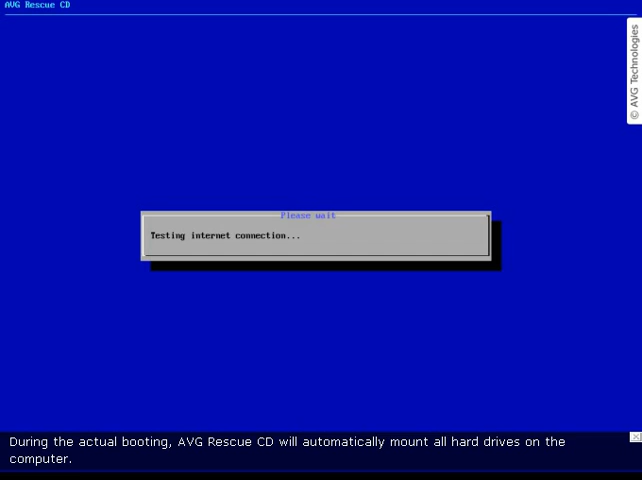 AVG Rescue CD
© AVG Technologies
Please wait
Testing internet connection...
During the actual booting, AVG Rescue CD will automatically mount all hard drives on the
computer.